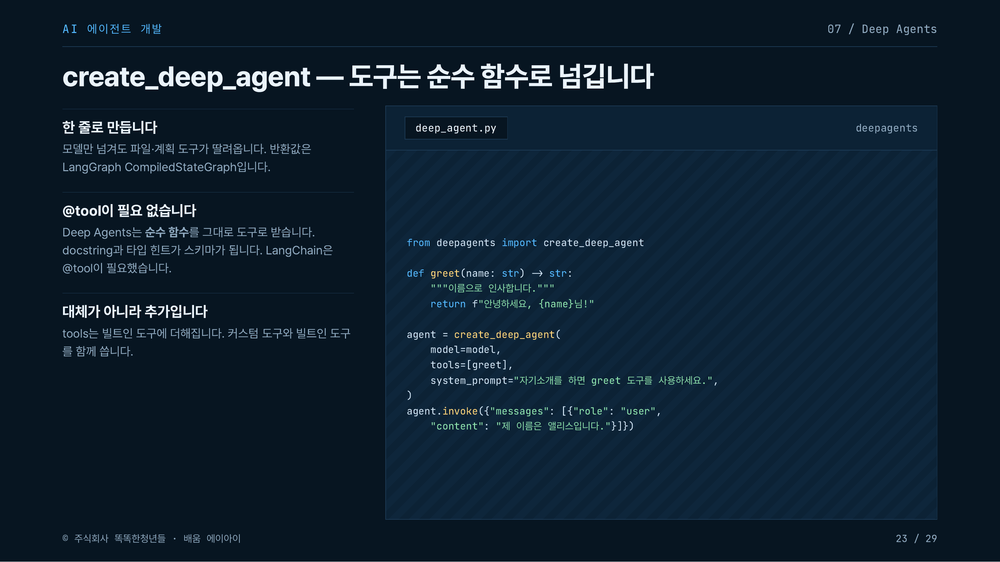 AI 에이전트 개발
07 / Deep Agents
create_deep_agent — 도구는 순수 함수로 넘깁니다
한 줄로 만듭니다
모델만 넘겨도 파일·계획 도구가 딸려옵니다. 반환값은
LangGraph CompiledStateGraph입니다.
@tool이 필요 없습니다
Deep Agents는 순수 함수를 그대로 도구로 받습니다.
docstring과 타입 힌트가 스키마가 됩니다. LangChain은
@tool이 필요했습니다.
대체가 아니라 추가입니다
tools는 빌트인 도구에 더해집니다. 커스텀 도구와 빌트인 도구
를 함께 씁니다.
deep_agent.py
deepagents
from deepagents import create_deep_agent
def greet(name: str) -> str:
    """이름으로 인사합니다."""
    return f"안녕하세요, {name}님!"
agent = create_deep_agent(
    model=model,
    tools=[greet],
    system_prompt="자기소개를 하면 greet 도구를 사용하세요.",
)
agent.invoke({"messages": [{"role": "user",
    "content": "제 이름은 앨리스입니다."}]})
© 주식회사 똑똑한청년들 · 배움 에이아이
23 / 29